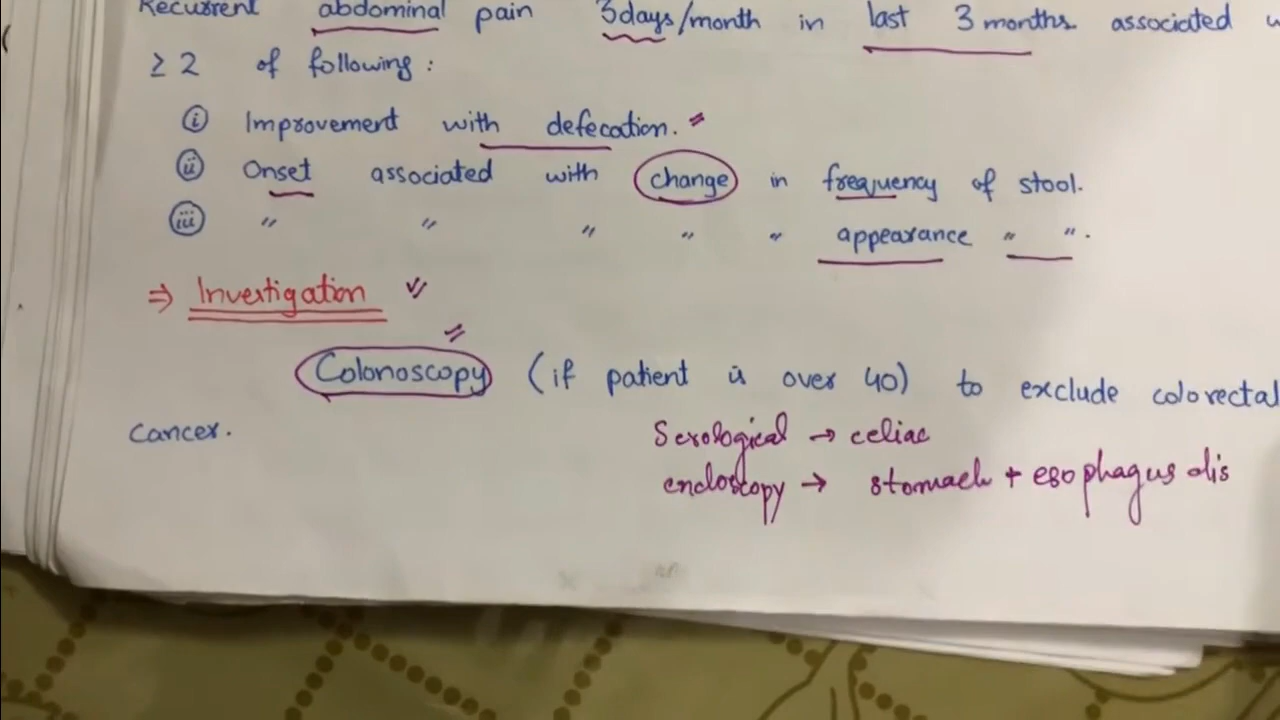 Recurrent abdominal pain 3days/month in last 3 months associated
≥ 2 of following :
(i) Improvement with defecation. 〃
(ii) Onset associated with change in frequency of stool.
(iii) 〃 〃 〃 〃 〃 appearance 〃 〃.
⇒ Investigation
Colonoscopy (if patient is over 40) to exclude colorectal
cancer.
Serological → celiac
endoscopy → stomach + esophagus dis